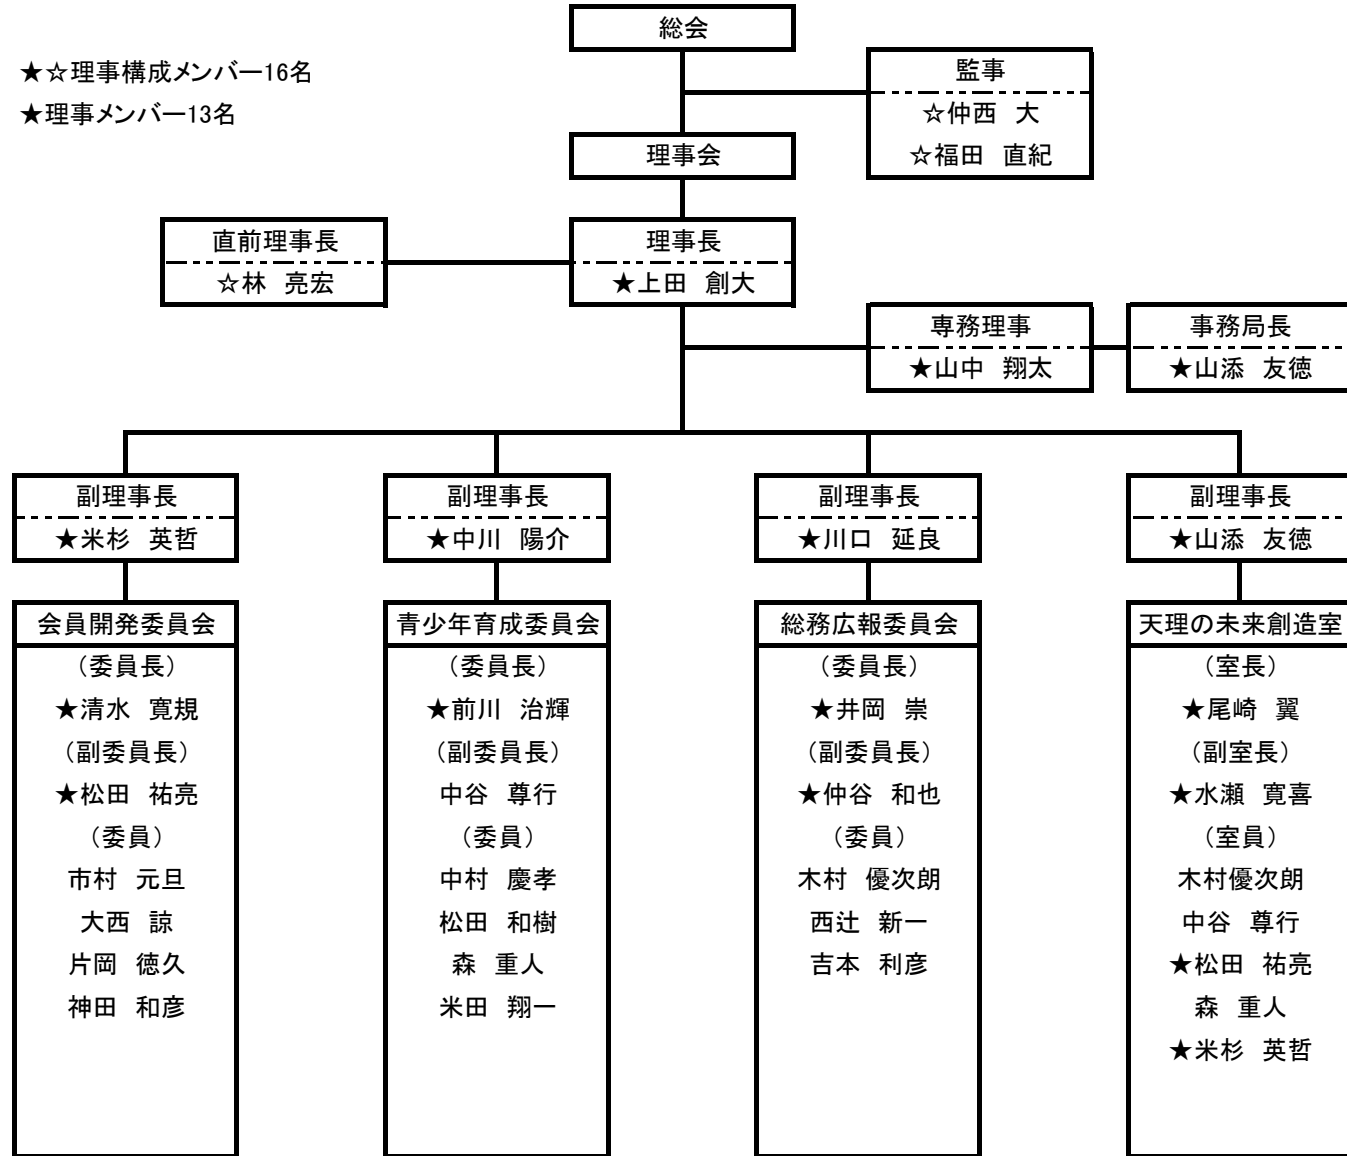 総会
★☆理事構成メンバー16名
★理事メンバー13名
監事
☆仲西 大
☆福田 直紀
理事会
直前理事長
☆林 亮宏
理事長
★上田 創大
専務理事
★山中 翔太
事務局長
★山添 友徳
副理事長
★米杉 英哲
副理事長
★中川 陽介
副理事長
★川口 延良
副理事長
★山添 友徳
会員開発委員会
（委員長）
★清水 寛規
（副委員長）
★松田 祐亮
（委員）
市村 元旦
大西 諒
片岡 徳久
神田 和彦
青少年育成委員会
（委員長）
★前川 治輝
（副委員長）
中谷 尊行
（委員）
中村 慶孝
松田 和樹
森 重人
米田 翔一
総務広報委員会
（委員長）
★井岡 崇
（副委員長）
★仲谷 和也
（委員）
木村 優次朗
西辻 新一
吉本 利彦
天理の未来創造室
（室長）
★尾崎 翼
（副室長）
★水瀬 寛喜
（室員）
木村優次朗
中谷 尊行
★松田 祐亮
森 重人
★米杉 英哲